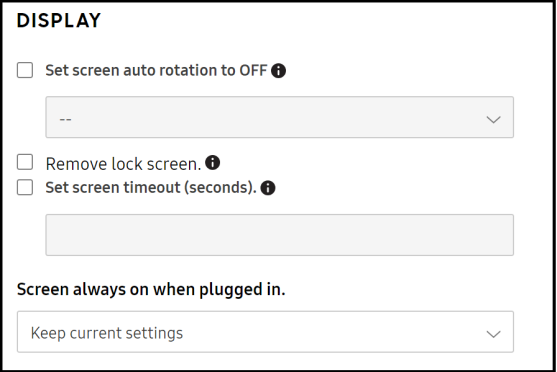 DISPLAY
Set screen auto rotation to OFF
--
Remove lock screen.
Set screen timeout (seconds).
Screen always on when plugged in.
Keep current settings